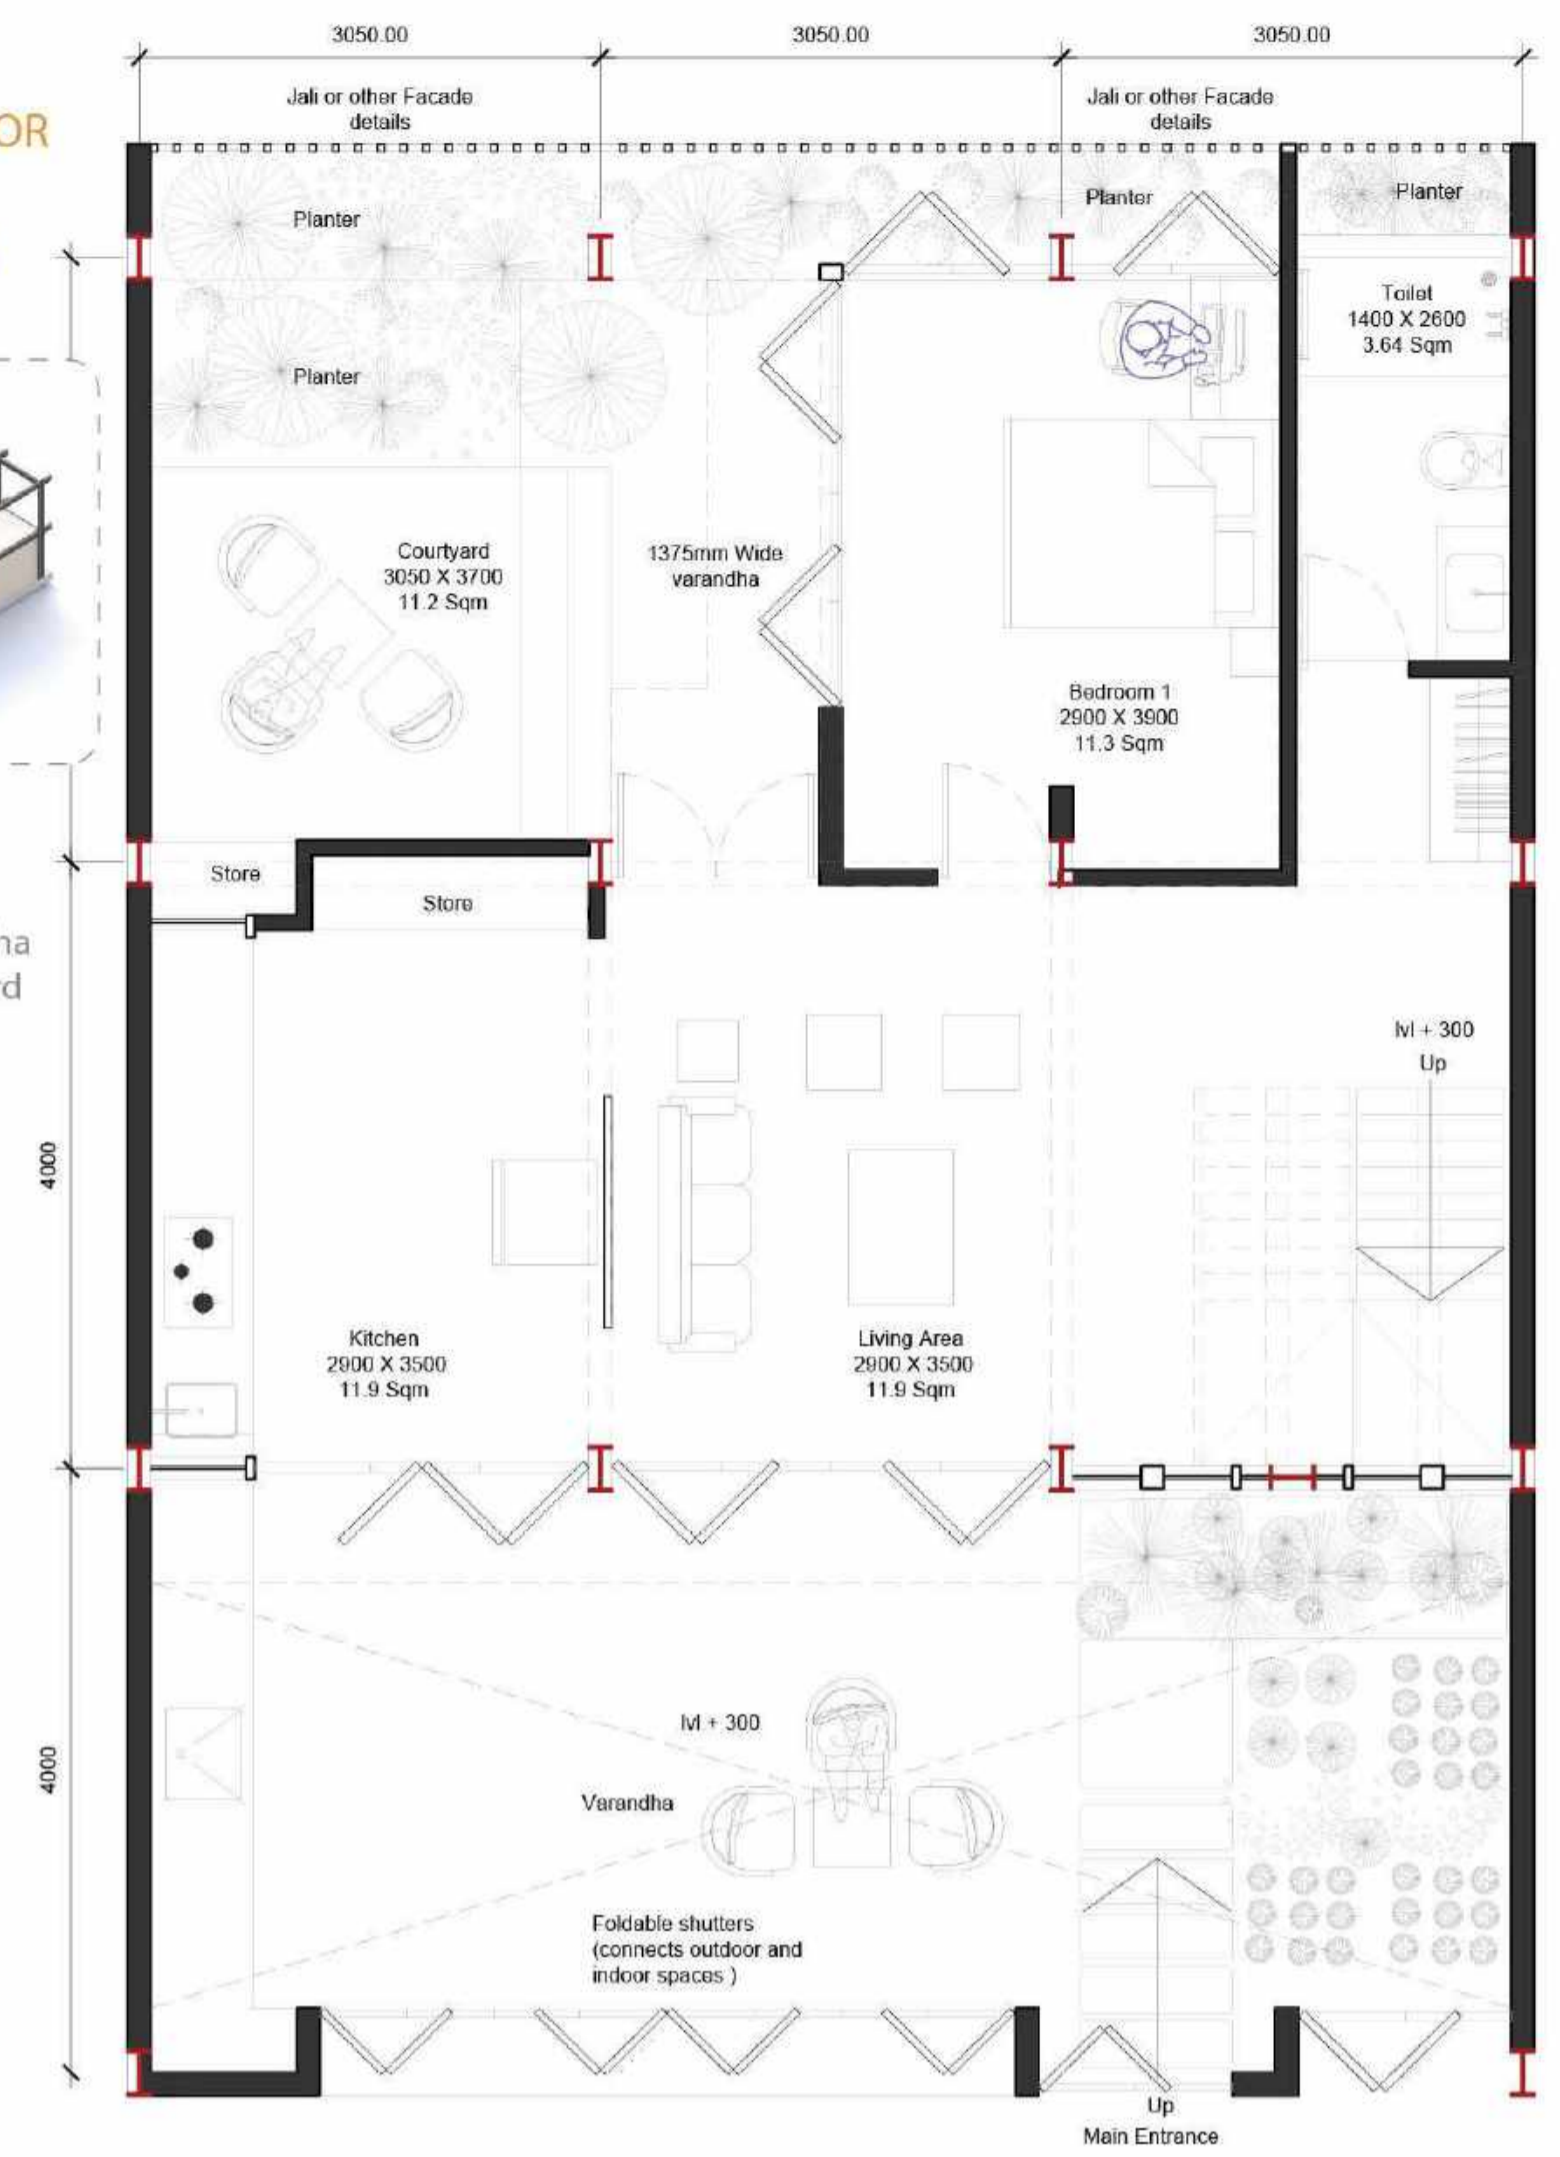 3050.00
3050.00
3050.00
Jali or other Facade
details
Jali or other Facade
details
OR
Planter
Planter
Planter
Planter
Toilet
1400 X 2600
3.64 Sqm
Courtyard
3050 X 3700
11.2 Sqm
1375mm Wide
varandha
Bedroom 1
2900 X 3900
11.3 Sqm
Store
Store
na
rd
lvl + 300
Up
4000
Kitchen
2900 X 3500
11.9 Sqm
Living Area
2900 X 3500
11.9 Sqm
lvl + 300
4000
Varandha
Foldable shutters
(connects outdoor and
indoor spaces )
Up
Main Entrance